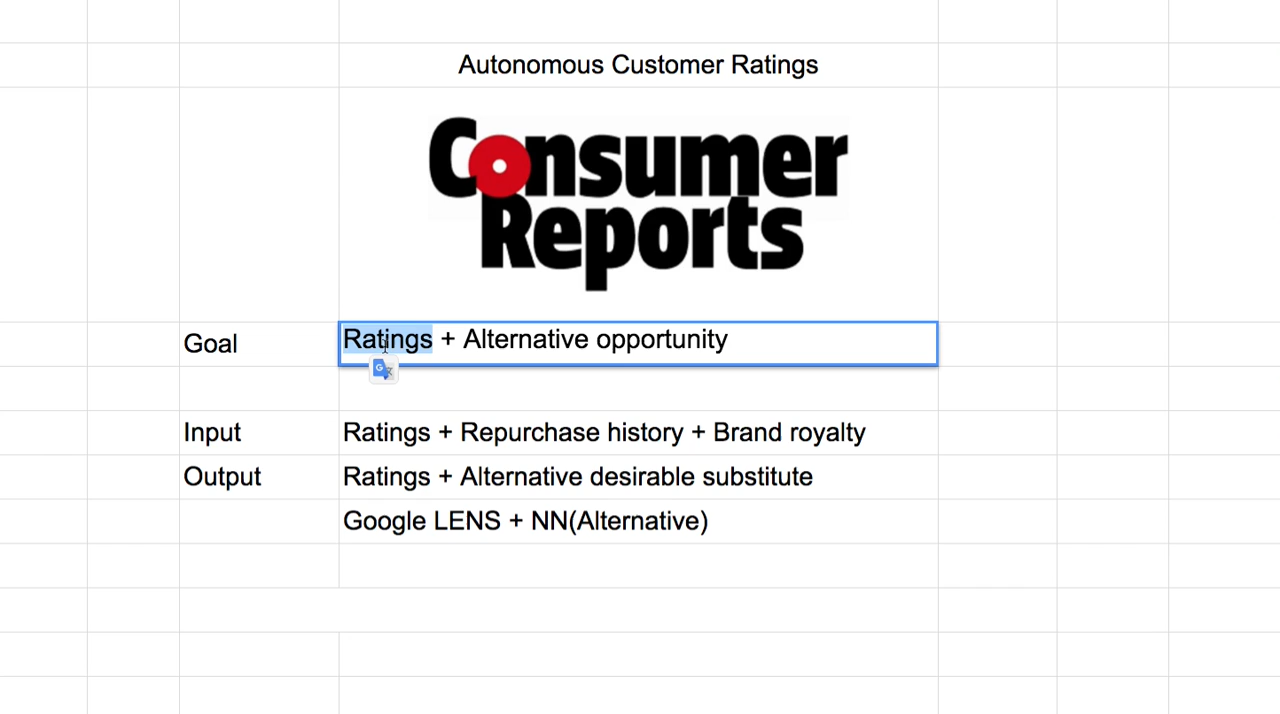 Autonomous Customer Ratings
Consumer
Reports
Goal
Ratings + Alternative opportunity
Input
Ratings + Repurchase history + Brand royalty
Output
Ratings + Alternative desirable substitute
Google LENS + NN(Alternative)